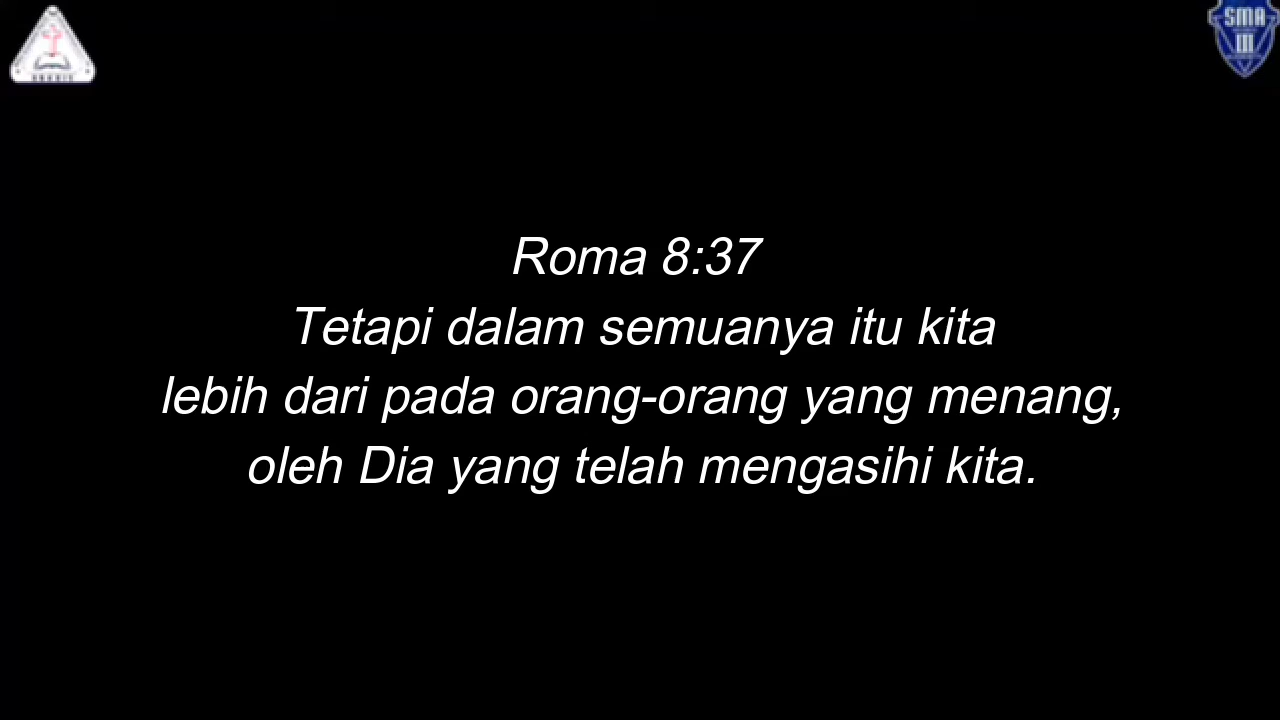 SMA
III
Roma 8:37
Tetapi dalam semuanya itu kita
lebih dari pada orang-orang yang menang,
oleh Dia yang telah mengasihi kita.